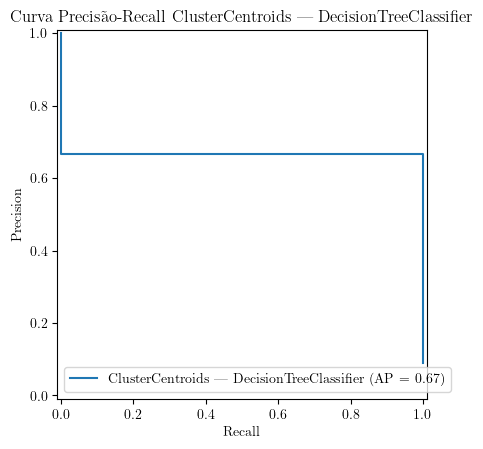 Curva Precisão-Recall ClusterCentroids — DecisionTreeClassifier
1.0
0.8
0.6
0.4
0.2
0.0
Precision
ClusterCentroids — DecisionTreeClassifier (AP = 0.67)
0.0 0.2 0.4 0.6 0.8 1.0
Recall